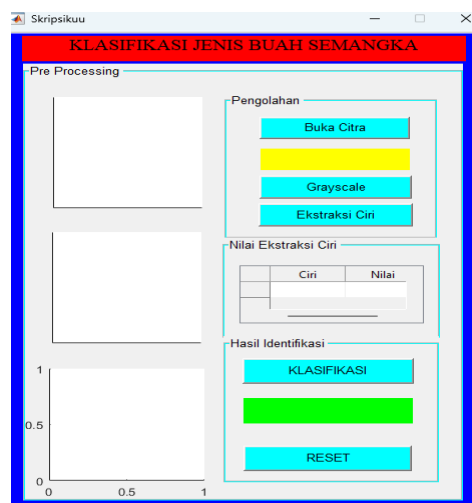 Skripsikuu
KLASIFIKASI JENIS BUAH SEMANGKA
Pre Processing
Pengolahan
Buka Citra
Grayscale
Ekstraksi Ciri
Nilai Ekstraksi Ciri
Ciri Nilai
Hasil Identifikasi
KLASIFIKASI
RESET
1
0.5
0
0 0.5 1